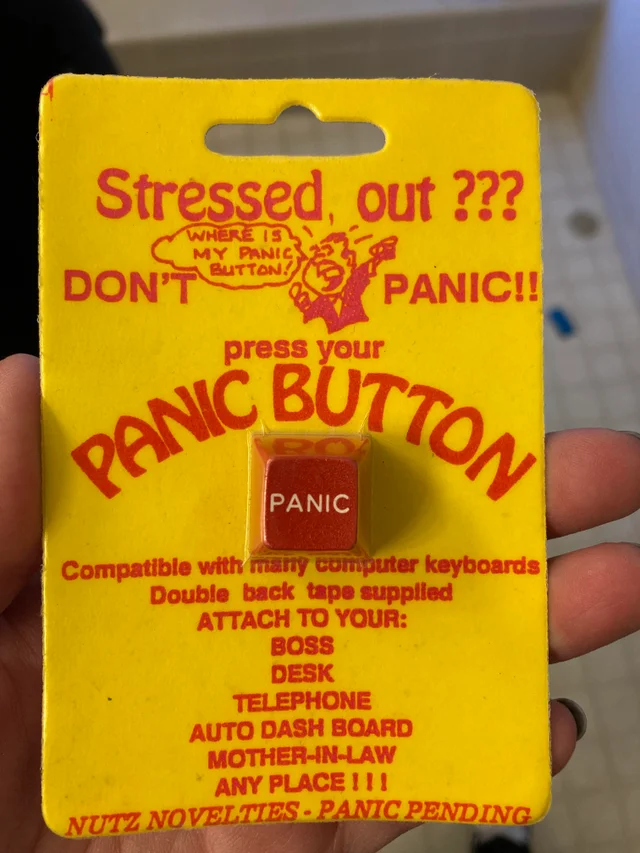 Stressed out ???
WHERE IS
MY PANIC
BUTTON!
DON'T PANIC!!
press your
PANIC BUTTON
PANIC
Compatible with many computer keyboards
Double back tape supplied
ATTACH TO YOUR:
BOSS
DESK
TELEPHONE
AUTO DASH BOARD
MOTHER-IN-LAW
ANY PLACE ! ! !
NUTZ NOVELTIES - PANIC PENDING